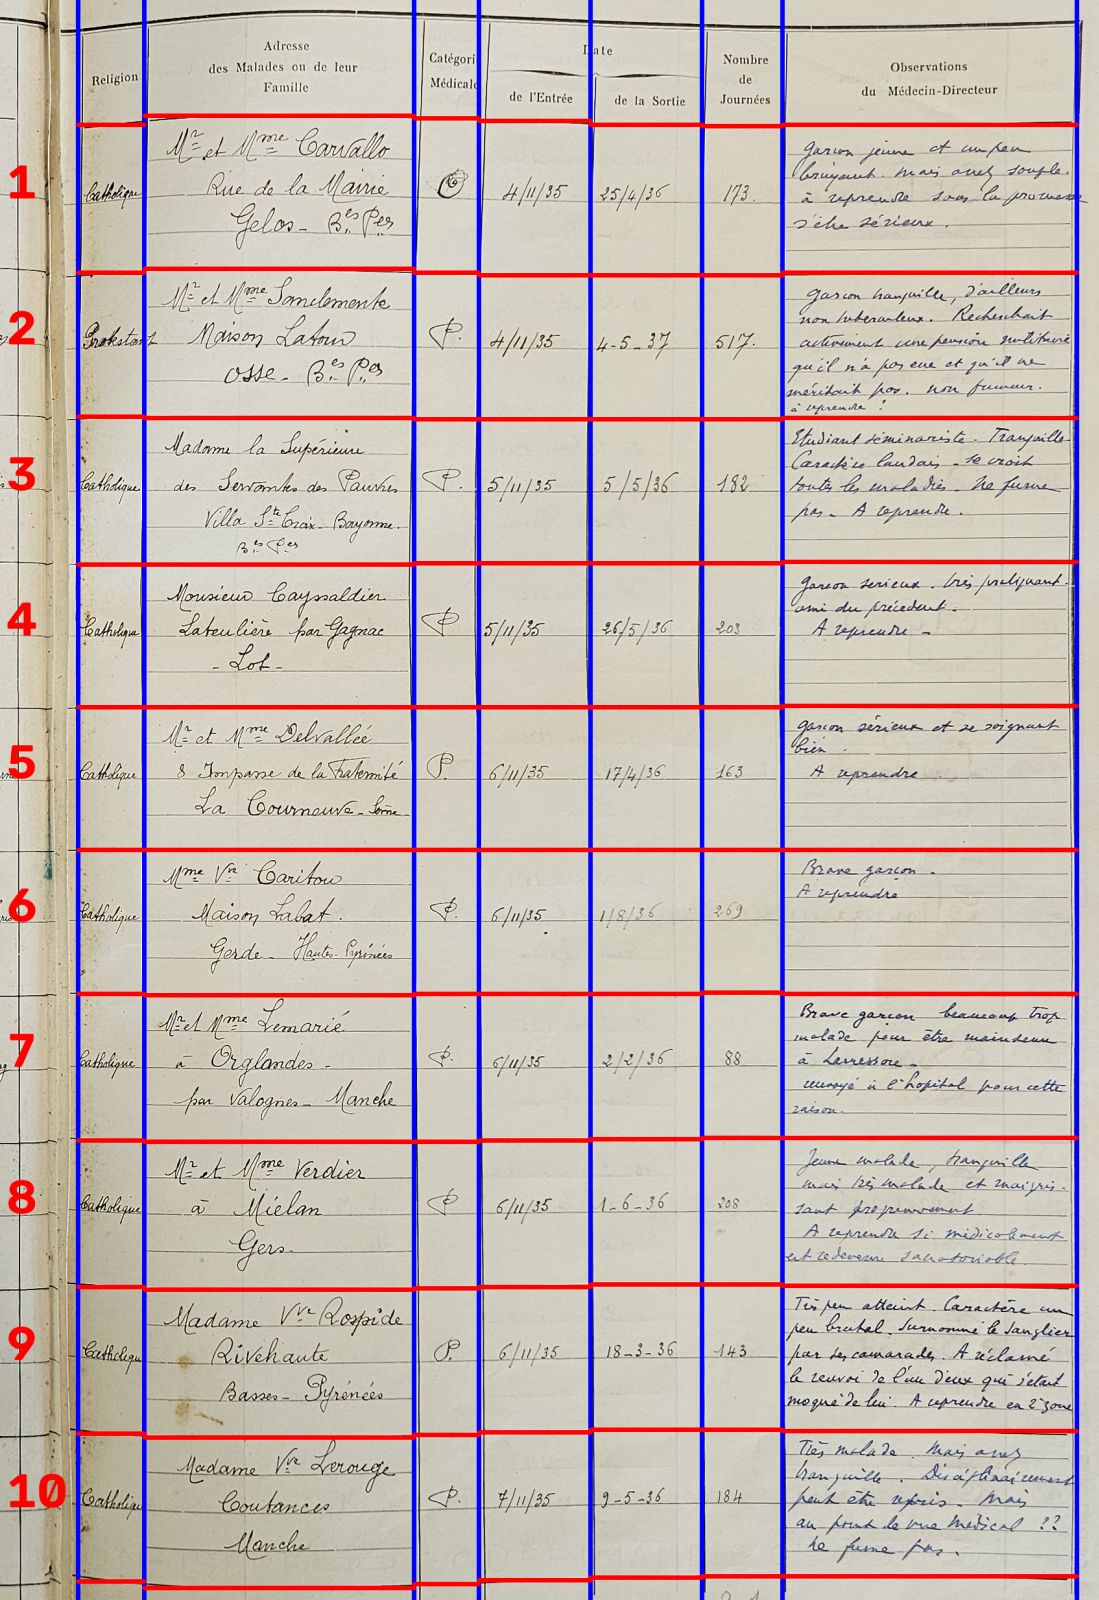 Religion
Adresse
des Malades ou de leur
Famille
Catégori
Médicale
Date
de l'Entrée
de la Sortie
Nombre
de
Journées
Observations
du Médecin-Directeur
1
Catholique
Mr et Mme Carvallo
Rue de la Mairie
Gelos - Bses Pées
4/11/35
25/4/36
173.
garçon jeune et un peu
bruyant. mais assez souple.
à reprendre sous la promesse
d'être sérieux.
2
Protestant
Mr et Mme Sanclemente
Maison Latour
Osse - Bses Pées
P.
4/11/35
4-5-37
517.
garçon tranquille, d'ailleurs
non tuberculeux. Recherchait
activement une pension militaire
qu'il n'a pas eue et qu'il ne
méritait pas. non fumeur.
à reprendre !
3
Catholique
Madame la Supérieure
des Servantes des Pauvres
Villa Ste Croix - Bayonne.
Bses Pées
P.
5/11/35
5/5/36
182
Etudiant séminariste. Tranquille
Caractère landais - se croit
toutes les maladies. Ne fume
pas. A reprendre.
4
Catholique
Monsieur Cayssaldier
Lateulière par Gagnac
- Lot -
P
5/11/35
26/5/36
203
garçon serieux. très pratiquant.
ami du précédent.
A reprendre -
5
Catholique
Mr et Mme Delvallée
8 Impasse de la Fraternité
La Courneuve - Seine
P.
6/11/35
17/4/36
163
garçon sérieux et se soignant
bien.
A reprendre
6
Catholique
Mme Vve Caritou
Maison Labat.
Gerde - Hautes-Pyrénées
P.
6/11/35
1/8/36
269
Brave garçon.
A reprendre
7
Catholique
Mr et Mme Lemarié
à Orglandes -
par Valognes - Manche
P.
6/11/35
2/2/36
88
Brave garçon beaucoup trop
malade pour être maintenu
à Larressore.
renvoyé à l'hopital pour cette
raison.
8
Catholique
Mr et Mme Verdier
à Miélan
Gers.
P
6/11/35
1-6-36
208
Jeune malade, tranquille
mais très malade et maigris-
sant
A reprendre si médicalement
est redevenu sanatoriable.
9
Catholique
Madame Vve Rospide
Rivehaute
Basses-Pyrénées
P.
6/11/35
18-3-36
143
Très peu atteint. Caractère un
peu brutal. Surnommé le Sanglier
par ses camarades. A réclamé
le renvoi de l'un d'eux qui s'était
moqué de lui. A reprendre en 2e zone
10
Catholique
Madame Vve Lerouge
Coutances
Manche
P.
7/11/35
9-5-36
184
Très malade. Mais assez
tranquille. Disciplinairement
peut être repris. Mais
au point de vue Médical ??
Ne fume pas.